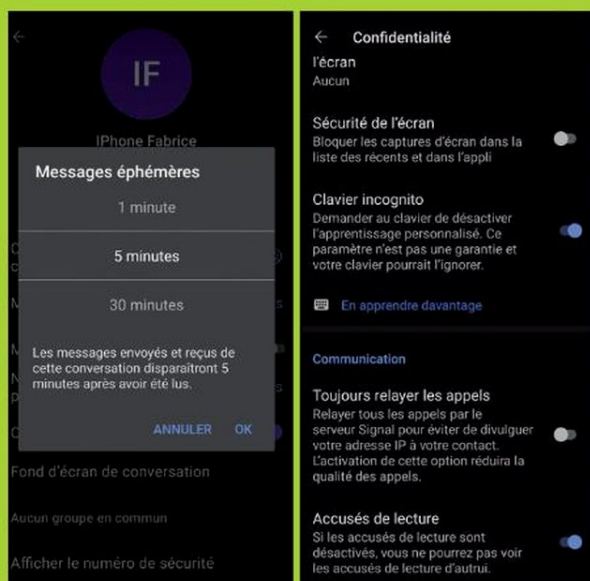 IF
IPhone Fabrice
Messages éphémères
1 minute
5 minutes
30 minutes
Les messages envoyés et reçus de
cette conversation disparaîtront 5
minutes après avoir été lus.
ANNULER OK
Fond d'écran de conversation
Aucun groupe en commun
Afficher le numéro de sécurité
Confidentialité
l'écran
Aucun
Sécurité de l'écran
Bloquer les captures d'écran dans la
liste des récents et dans l'appli
Clavier incognito
Demander au clavier de désactiver
l'apprentissage personnalisé. Ce
paramètre n'est pas une garantie et
votre clavier pourrait l'ignorer.
En apprendre davantage
Communication
Toujours relayer les appels
Relayer tous les appels par le
serveur Signal pour éviter de divulguer
votre adresse IP à votre contact.
L'activation de cette option réduira la
qualité des appels.
Accusés de lecture
Si les accusés de lecture sont
désactivés, vous ne pourrez pas voir
les accusés de lecture d'autrui.